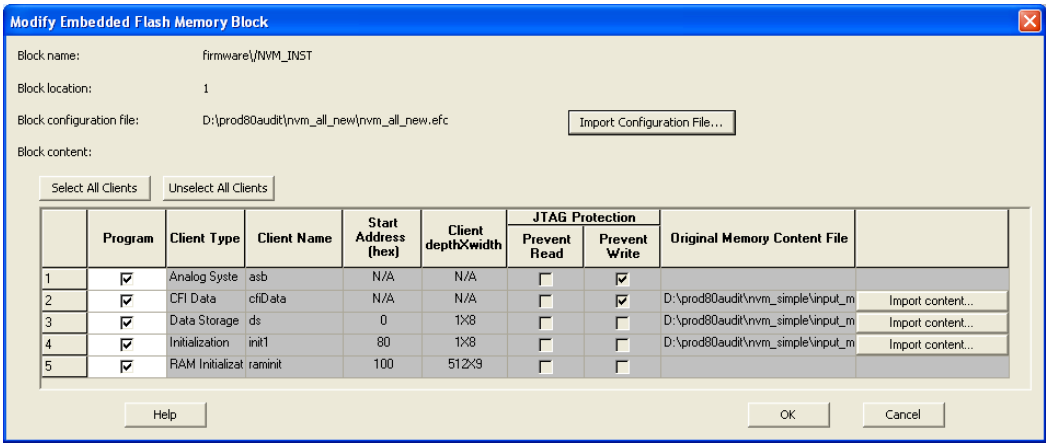 Modify Embedded Flash Memory Block
Block name: firmware\/NVM_INST
Block location: 1
Block configuration file: D:\prod80audit\nvm_all_new\nvm_all_new.efc Import Configuration File...
Block content:
Select All Clients Unselect All Clients
Program Client Type Client Name Start Address (hex) Client depthXwidth JTAG Protection Prevent Read Prevent Write Original Memory Content File
1 Analog Syste asb N/A N/A
2 CFI Data cfiData N/A N/A D:\prod80audit\nvm_simple\input_m Import content...
3 Data Storage ds 0 1X8 D:\prod80audit\nvm_simple\input_m Import content...
4 Initialization init1 80 1X8 D:\prod80audit\nvm_simple\input_m Import content...
5 RAM Initializat raminit 100 512X9
Help OK Cancel